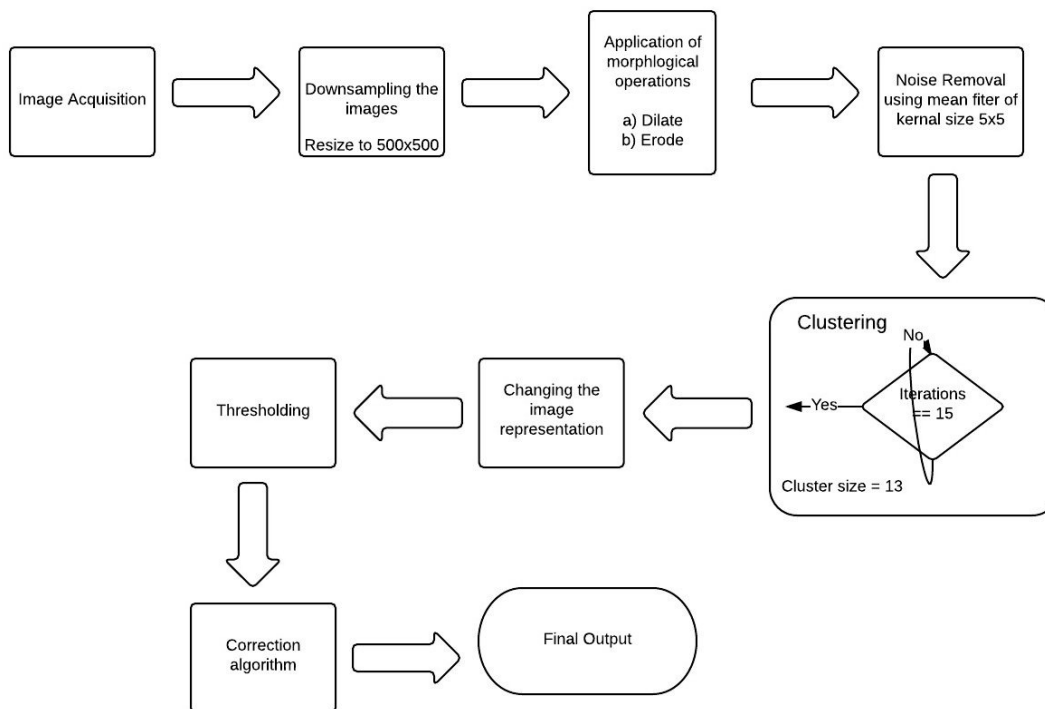 Image Acquisition
Downsampling the
images
Resize to 500x500
Application of
morphlogical
operations
a) Dilate
b) Erode
Noise Removal
using mean fiter of
kernal size 5x5
Clustering
No
Iterations
== 15
Yes
Cluster size = 13
Changing the
image
representation
Thresholding
Correction
algorithm
Final Output